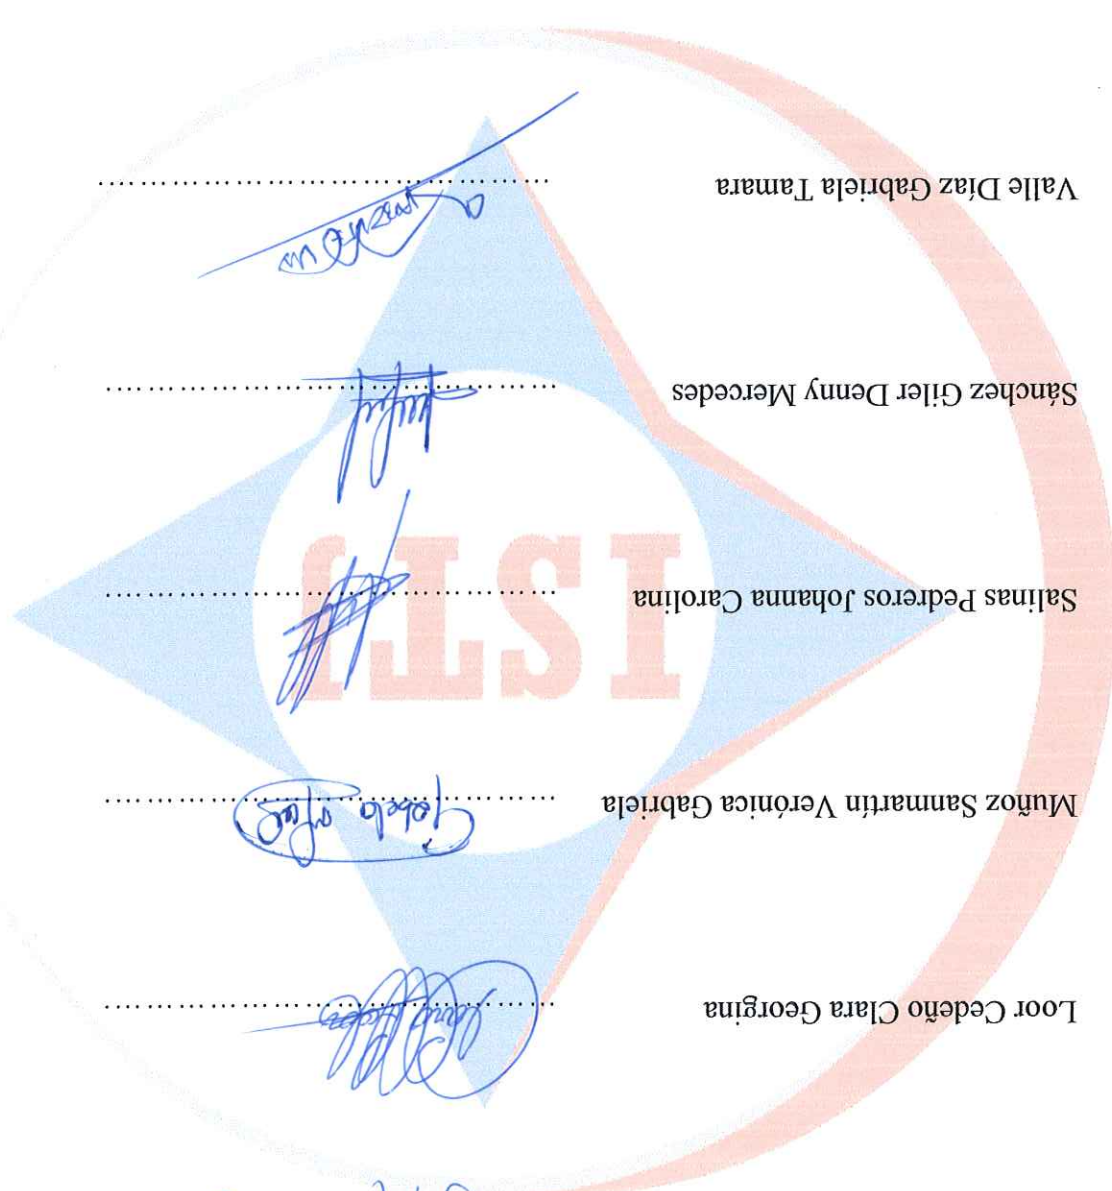 Loor Cedeño Clara Georgina ........................................
Muñoz Sanmartín Verónica Gabriela ........................................
Salinas Pedreros Johanna Carolina ........................................
ISTU
Sánchez Giler Denny Mercedes ........................................
Valle Díaz Gabriela Tamara ........................................